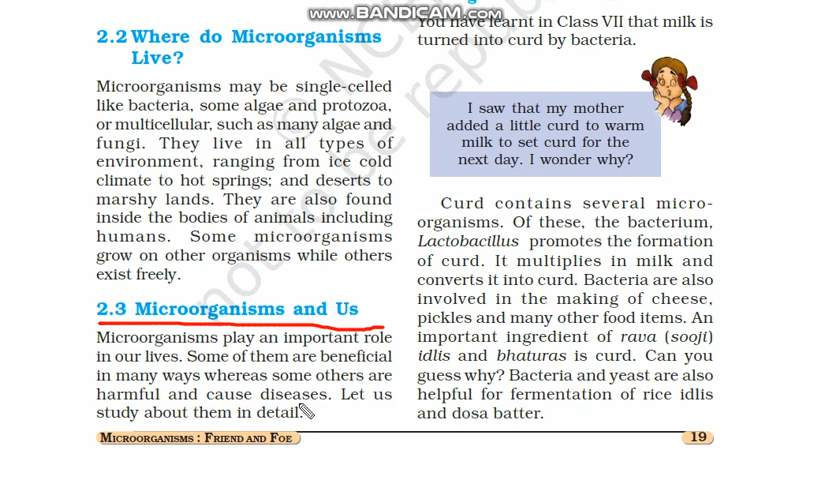 WWW.BANDICAM.COM
2.2 Where do Microorganisms
Live?
Microorganisms may be single-celled
like bacteria, some algae and protozoa,
or multicellular, such as many algae and
fungi. They live in all types of
environment, ranging from ice cold
climate to hot springs; and deserts to
marshy lands. They are also found
inside the bodies of animals including
humans. Some microorganisms
grow on other organisms while others
exist freely.
2.3 Microorganisms and Us
Microorganisms play an important role
in our lives. Some of them are beneficial
in many ways whereas some others are
harmful and cause diseases. Let us
study about them in detail.
You have learnt in Class VII that milk is
turned into curd by bacteria.
I saw that my mother
added a little curd to warm
milk to set curd for the
next day. I wonder why?
Curd contains several micro-
organisms. Of these, the bacterium,
Lactobacillus promotes the formation
of curd. It multiplies in milk and
converts it into curd. Bacteria are also
involved in the making of cheese,
pickles and many other food items. An
important ingredient of rava (sooji)
idlis and bhaturas is curd. Can you
guess why? Bacteria and yeast are also
helpful for fermentation of rice idlis
and dosa batter.
MICROORGANISMS : FRIEND AND FOE
19
not to be republ
© NCE